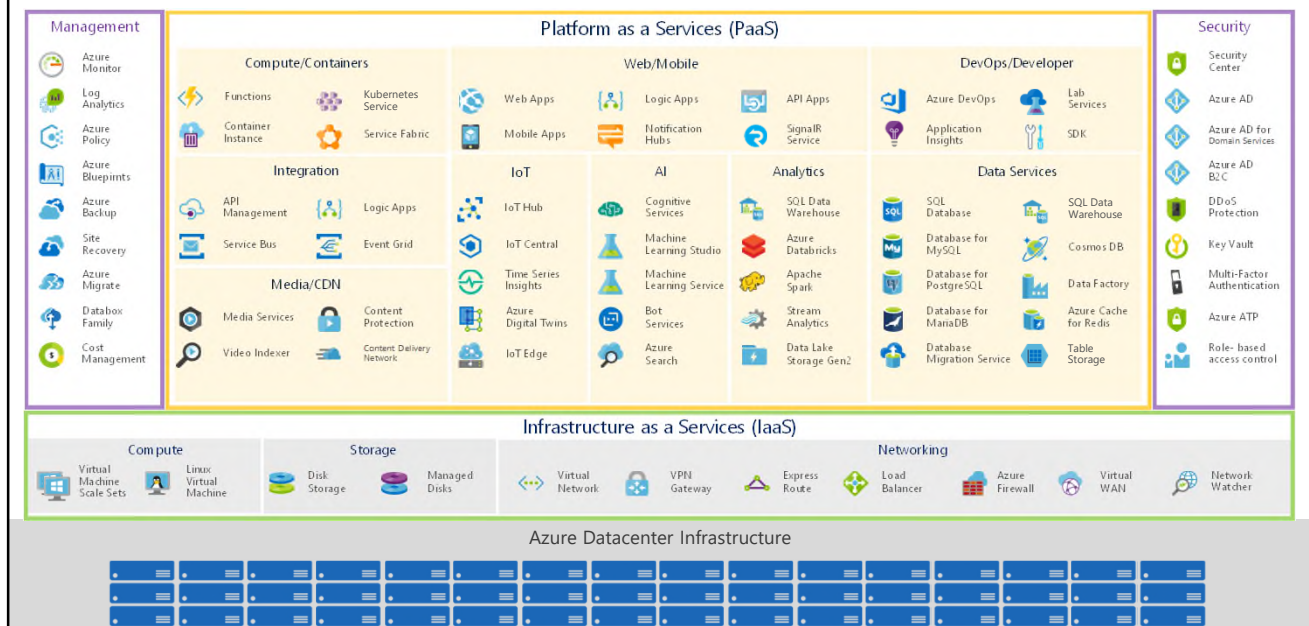 Management
Azure
Monitor
Log
Analytics
Azure
Policy
Azure
Bluepirnts
Azure
Backup
Site
Recovery
Azure
Migrate
Databox
Family
Cost
Management
Platform as a Services (PaaS)
Compute/Containers
Functions
Kubernetes
Service
Container
Instance
Service Fabric
Web/Mobile
Web Apps
Logic Apps
API Apps
Mobile Apps
Notification
Hubs
SignalR
Service
DevOps/Developer
Azure DevOps
Lab
Services
Application
Insights
SDK
Integration
API
Management
Logic Apps
Service Bus
Event Grid
Media/CDN
Media Services
Content
Protection
Video Indexer
Content Delivery
Network
IoT
IoT Hub
IoT Central
Time Series
Insights
Azure
Digital Twins
IoT Edge
AI
Cognitive
Services
Machine
Learning Studio
Machine
Learning Service
Bot
Services
Azure
Search
Analytics
SQL Data
Warehouse
Azure
Databricks
Apache
Spark
Stream
Analytics
Data Lake
Storage Gen2
Data Services
SQL
SQL
Database
SQL Data
Warehouse
My
Database for
MySQL
Cosmos DB
Database for
PostgreSQL
Data Factory
Database for
MariaDB
Azure Cache
for Redis
Database
Migration Service
Table
Storage
Security
Security
Center
Azure AD
Azure AD for
Domain Services
Azure AD
B2C
DDoS
Protection
Key Vault
Multi-Factor
Authentication
Azure ATP
Role- based
access control
Infrastructure as a Services (IaaS)
Compute
Virtual
Machine
Scale Sets
Linux
Virtual
Machine
Storage
Disk
Storage
Managed
Disks
Networking
Virtual
Network
VPN
Gateway
Express
Route
Load
Balancer
Azure
Firewall
Virtual
WAN
Network
Watcher
Azure Datacenter Infrastructure